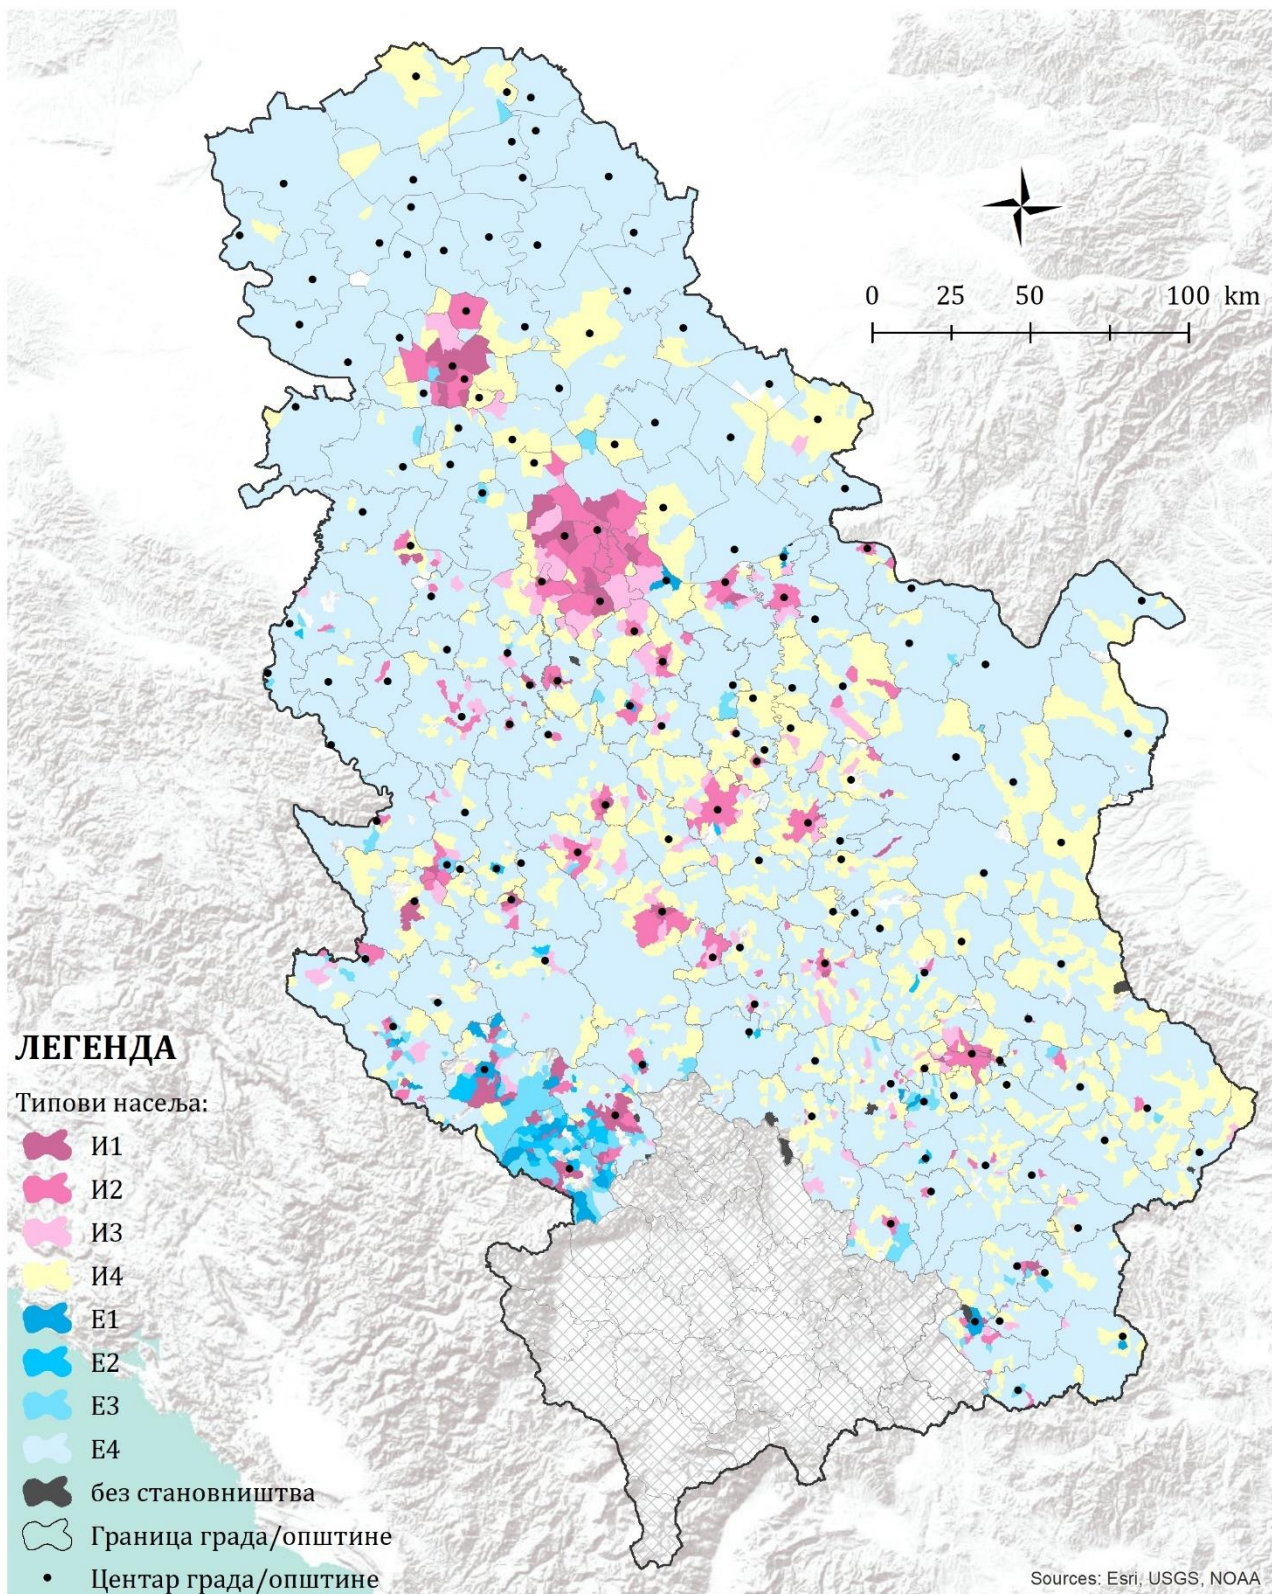 0 25 50 100 km
ЛЕГЕНДА
Типови насеља:
И1
И2
И3
И4
Е1
Е2
Е3
Е4
без становништва
Граница града/општине
Центар града/општине
Sources: Esri, USGS, NOAA